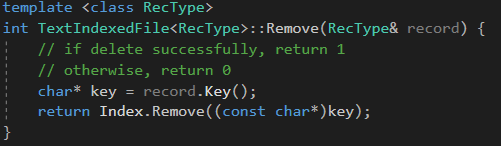 template <class RecType>
int TextIndexedFile<RecType>::Remove(RecType& record) {
// if delete successfully, return 1
// otherwise, return 0
char* key = record.Key();
return Index.Remove((const char*)key);
}